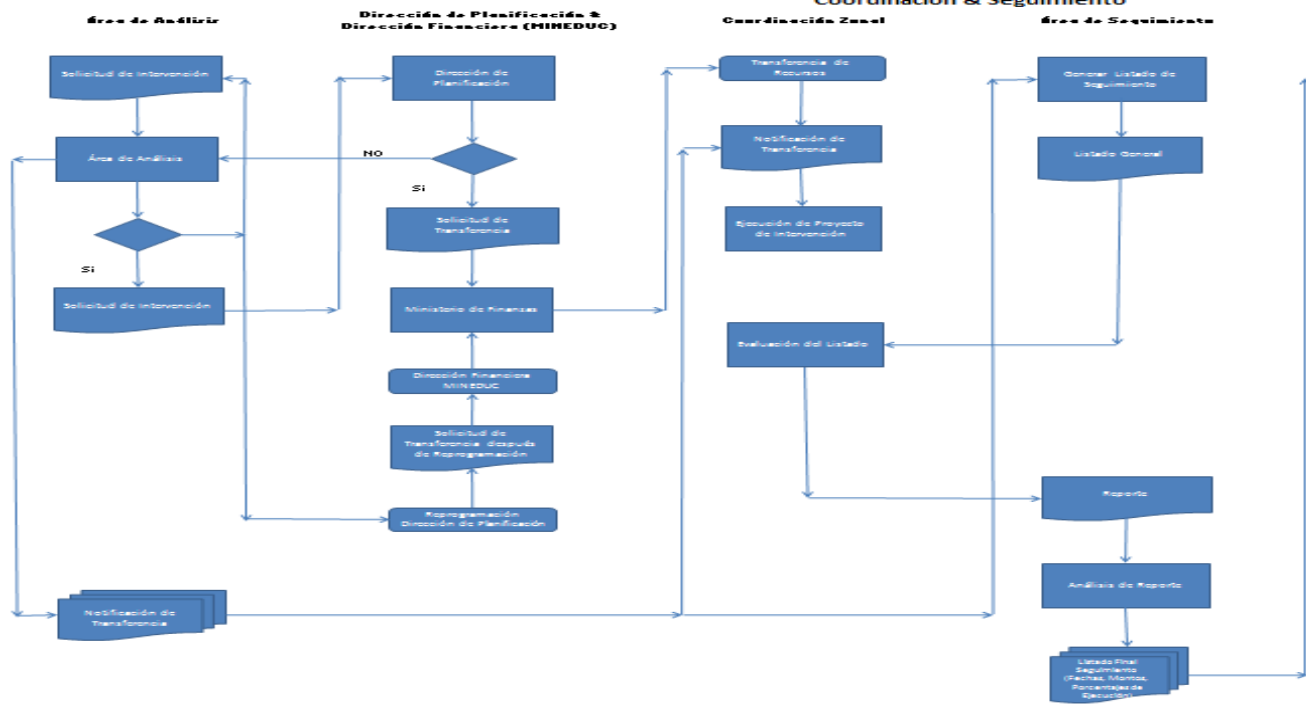 Coordinación & Seguimiento
Área de Análisis
Dirección de Planificación &
Dirección Financiera (MINEDUC)
Coordinación Zonal
Área de Seguimiento
Solicitud de Intervención
Dirección de
Planificación
Transferencia de
Recursos
Generar Listado de
Seguimiento
Área de Análisis
NO
Notificación de
Transferencia
Listado General
Si
Solicitud de
Transferencia
Ejecución de Proyecto
de Intervención
Si
Solicitud de Intervención
Ministerio de Finanzas
Evaluación del Listado
Dirección Financiera
MINEDUC
Solicitud de
Transferencia después
de Reprogramación
Reporte
Reprogramación
Dirección de Planificación
Análisis de Reporte
Notificación de
Transferencia
Listado Final
Seguimiento
(Fechas, Montos,
Porcentajes de
Ejecución)